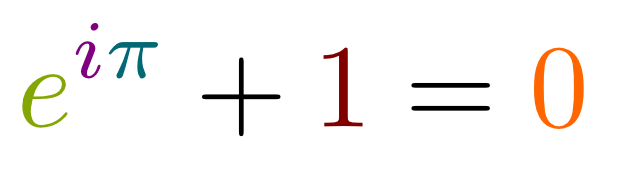 e^{iπ} + 1 = 0